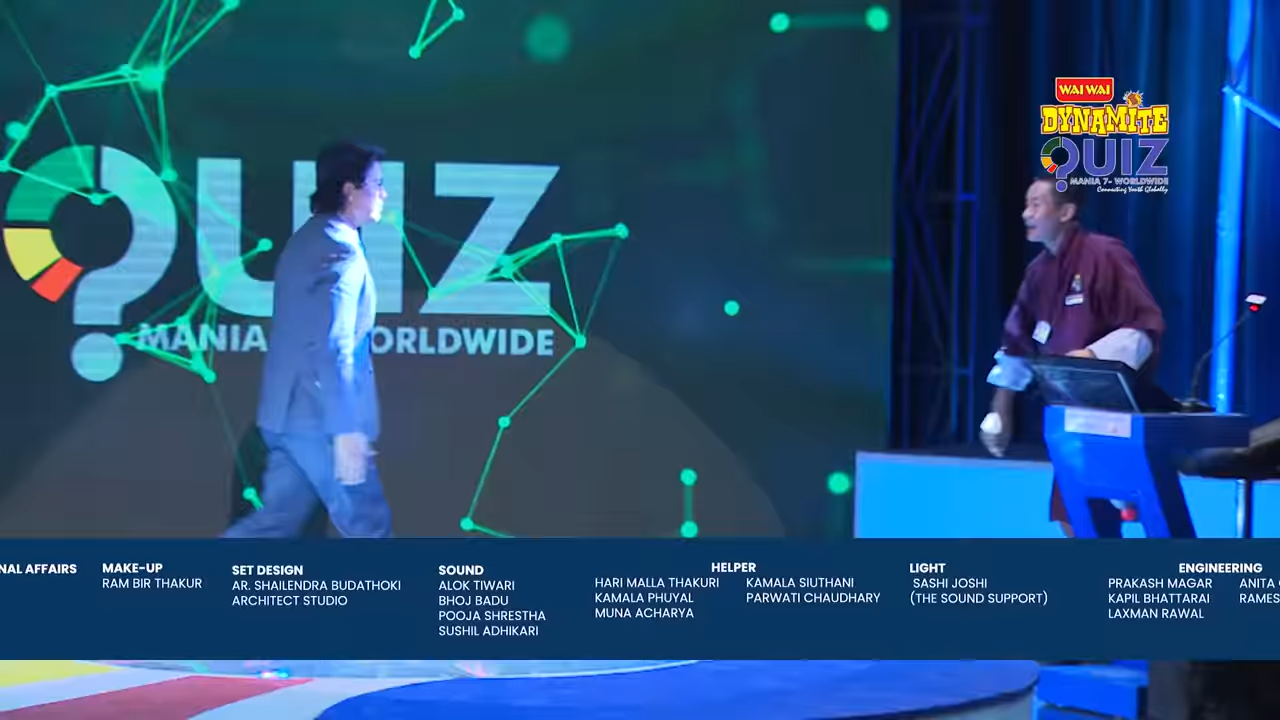 WAI WAI
DYNAMITE
QUIZ
MANIA 7- WORLDWIDE
Connecting Youth Globally
QUIZ
MANIA ORLDWIDE
NAL AFFAIRS
MAKE-UP
RAM BIR THAKUR
SET DESIGN
AR. SHAILENDRA BUDATHOKI
ARCHITECT STUDIO
SOUND
ALOK TIWARI
BHOJ BADU
POOJA SHRESTHA
SUSHIL ADHIKARI
HELPER
HARI MALLA THAKURI
KAMALA PHUYAL
MUNA ACHARYA
KAMALA SIUTHANI
PARWATI CHAUDHARY
LIGHT
SASHI JOSHI
(THE SOUND SUPPORT)
ENGINEERING
PRAKASH MAGAR
KAPIL BHATTARAI
LAXMAN RAWAL
ANITA
RAMES